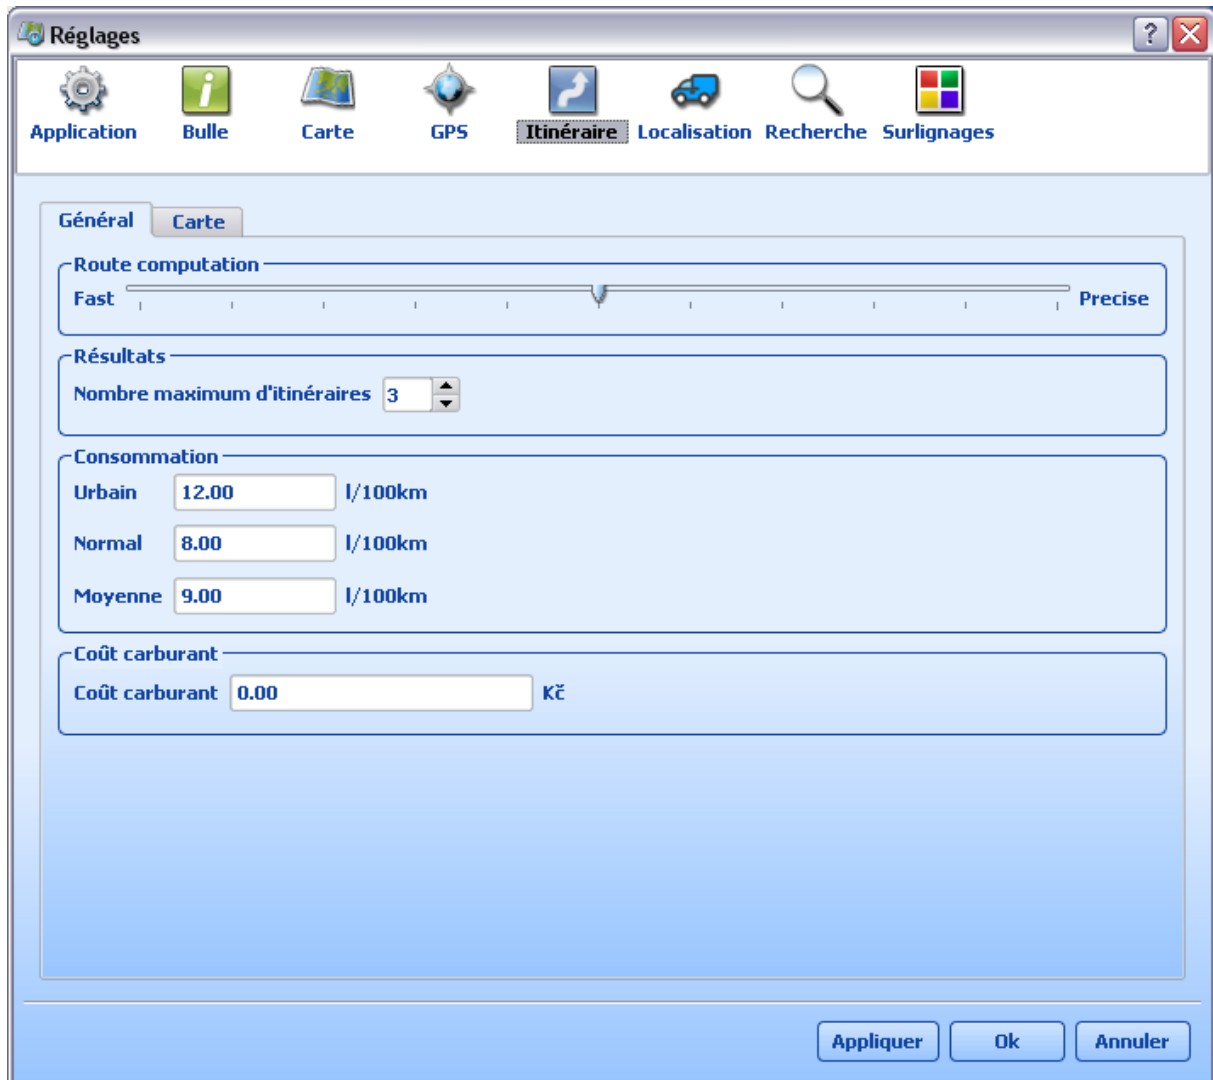 Réglages
Application Bulle Carte GPS Itinéraire Localisation Recherche Surlignages
Général Carte
Route computation
Fast Precise
Résultats
Nombre maximum d'itinéraires 3
Consommation
Urbain 12.00 l/100km
Normal 8.00 l/100km
Moyenne 9.00 l/100km
Coût carburant
Coût carburant 0.00 Kč
Appliquer Ok Annuler